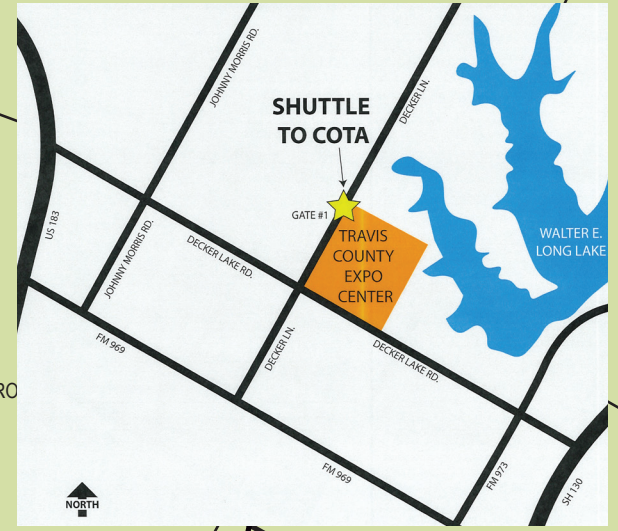 JOHNNY MORRIS RD.
DECKER LN.
SHUTTLE
TO COTA
GATE #1
US 183
JOHNNY MORRIS RD.
DECKER LAKE RD.
TRAVIS
COUNTY
EXPO
CENTER
WALTER E.
LONG LAKE
FM 969
DECKER LN.
DECKER LAKE RD.
RO
FM 969
FM 973
SH 130
NORTH